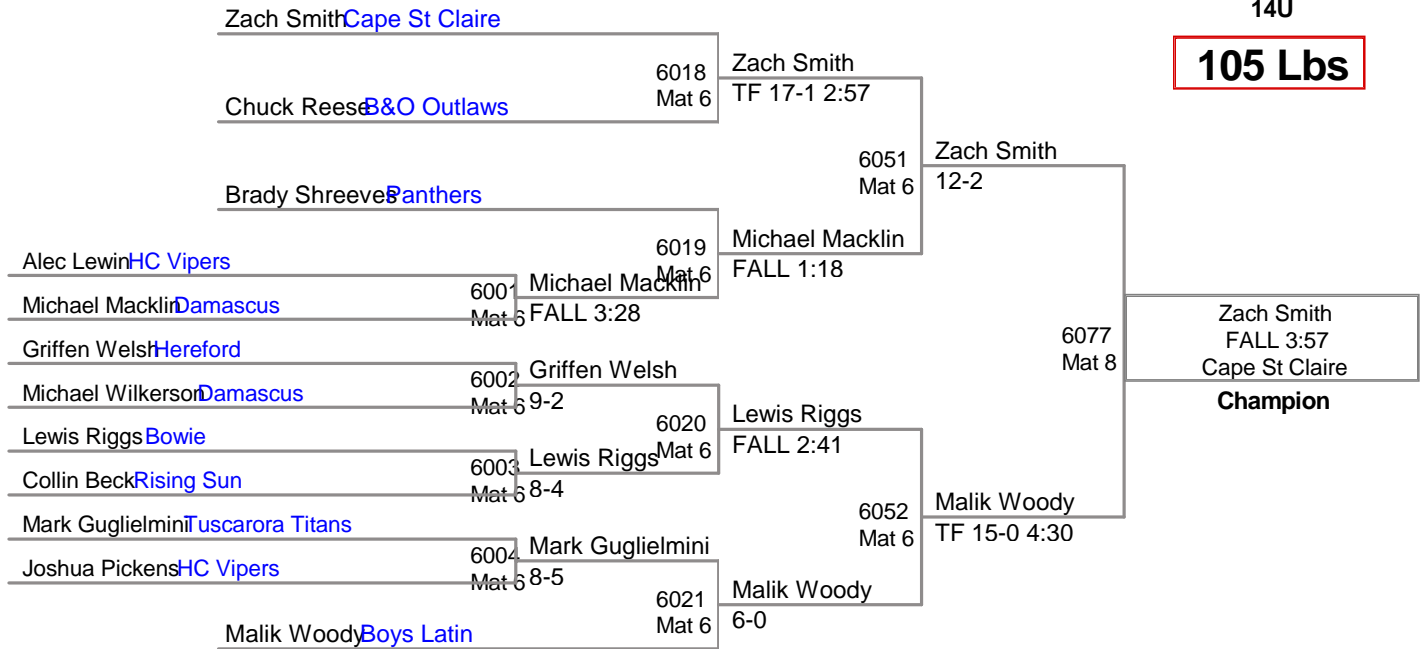 14U
105 Lbs
Zach Smith Cape St Claire
6018
Mat 6
Zach Smith
TF 17-1 2:57
Chuck Reese B&O Outlaws
6051
Mat 6
Zach Smith
12-2
Brady Shreeves Panthers
6019
Mat 6
Michael Macklin
FALL 1:18
Alec Lewin HC Vipers
6001
Mat 6
Michael Macklin
FALL 3:28
Michael Macklin Damascus
6077
Mat 8
Zach Smith
FALL 3:57
Cape St Claire
Champion
Griffen Welsh Hereford
6002
Mat 6
Griffen Welsh
9-2
Michael Wilkerson Damascus
6020
Mat 6
Lewis Riggs
FALL 2:41
Lewis Riggs Bowie
6003
Mat 6
Lewis Riggs
8-4
Collin Beck Rising Sun
6052
Mat 6
Malik Woody
TF 15-0 4:30
Mark Guglielmini Tuscarora Titans
6004
Mat 6
Mark Guglielmini
8-5
Joshua Pickens HC Vipers
6021
Mat 6
Malik Woody
6-0
Malik Woody Boys Latin